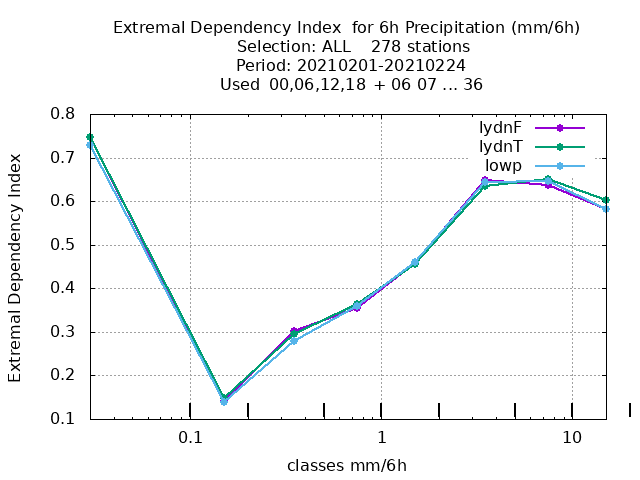 Extremal Dependency Index  for 6h Precipitation (mm/6h)
Selection: ALL    278 stations
Period: 20210201-20210224
Used  00,06,12,18  + 06 07 ... 36
lydnF
lydnT
lowp
Extremal Dependency Index
0.8
0.7
0.6
0.5
0.4
0.3
0.2
0.1
0.1
1
10
classes mm/6h